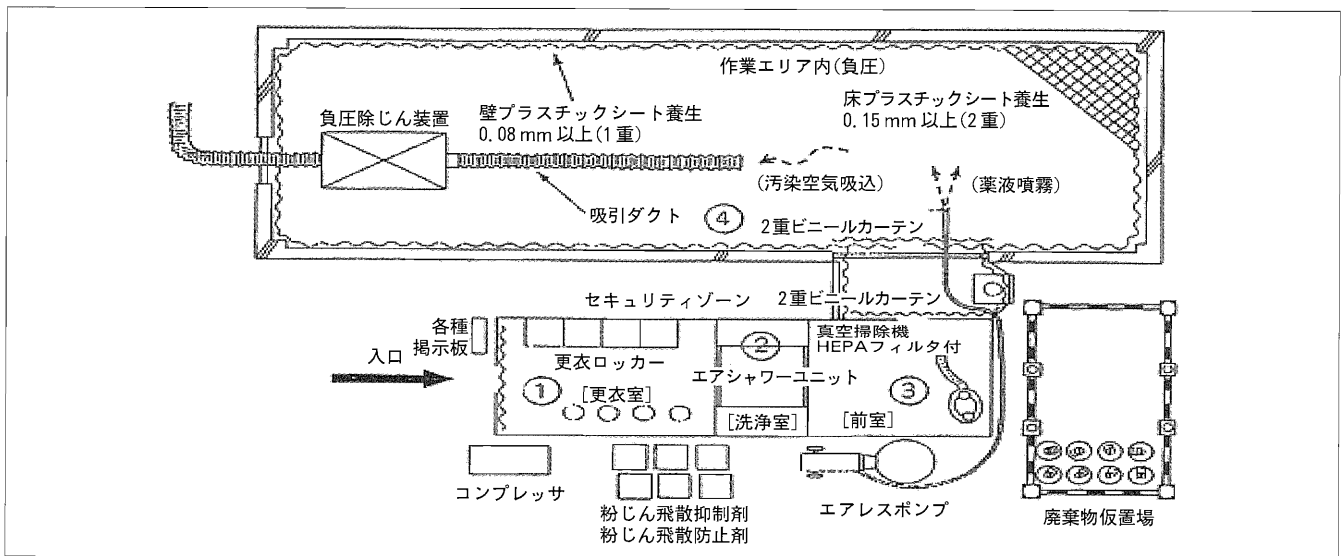 作業エリア内(負圧)
壁プラスチックシート養生
0.08 mm 以上(1重)
床プラスチックシート養生
0.15 mm 以上(2重)
負圧除じん装置
(汚染空気吸込)
(薬液噴霧)
吸引ダクト
④
2重ビニールカーテン
セキュリティゾーン
2重ビニールカーテン
各種
掲示板
入口
更衣ロッカー
①
[更衣室]
②
エアシャワーユニット
[洗浄室]
真空掃除機
HEPAフィルタ付
③
[前室]
コンプレッサ
粉じん飛散抑制剤
粉じん飛散防止剤
エアレスポンプ
廃棄物仮置場